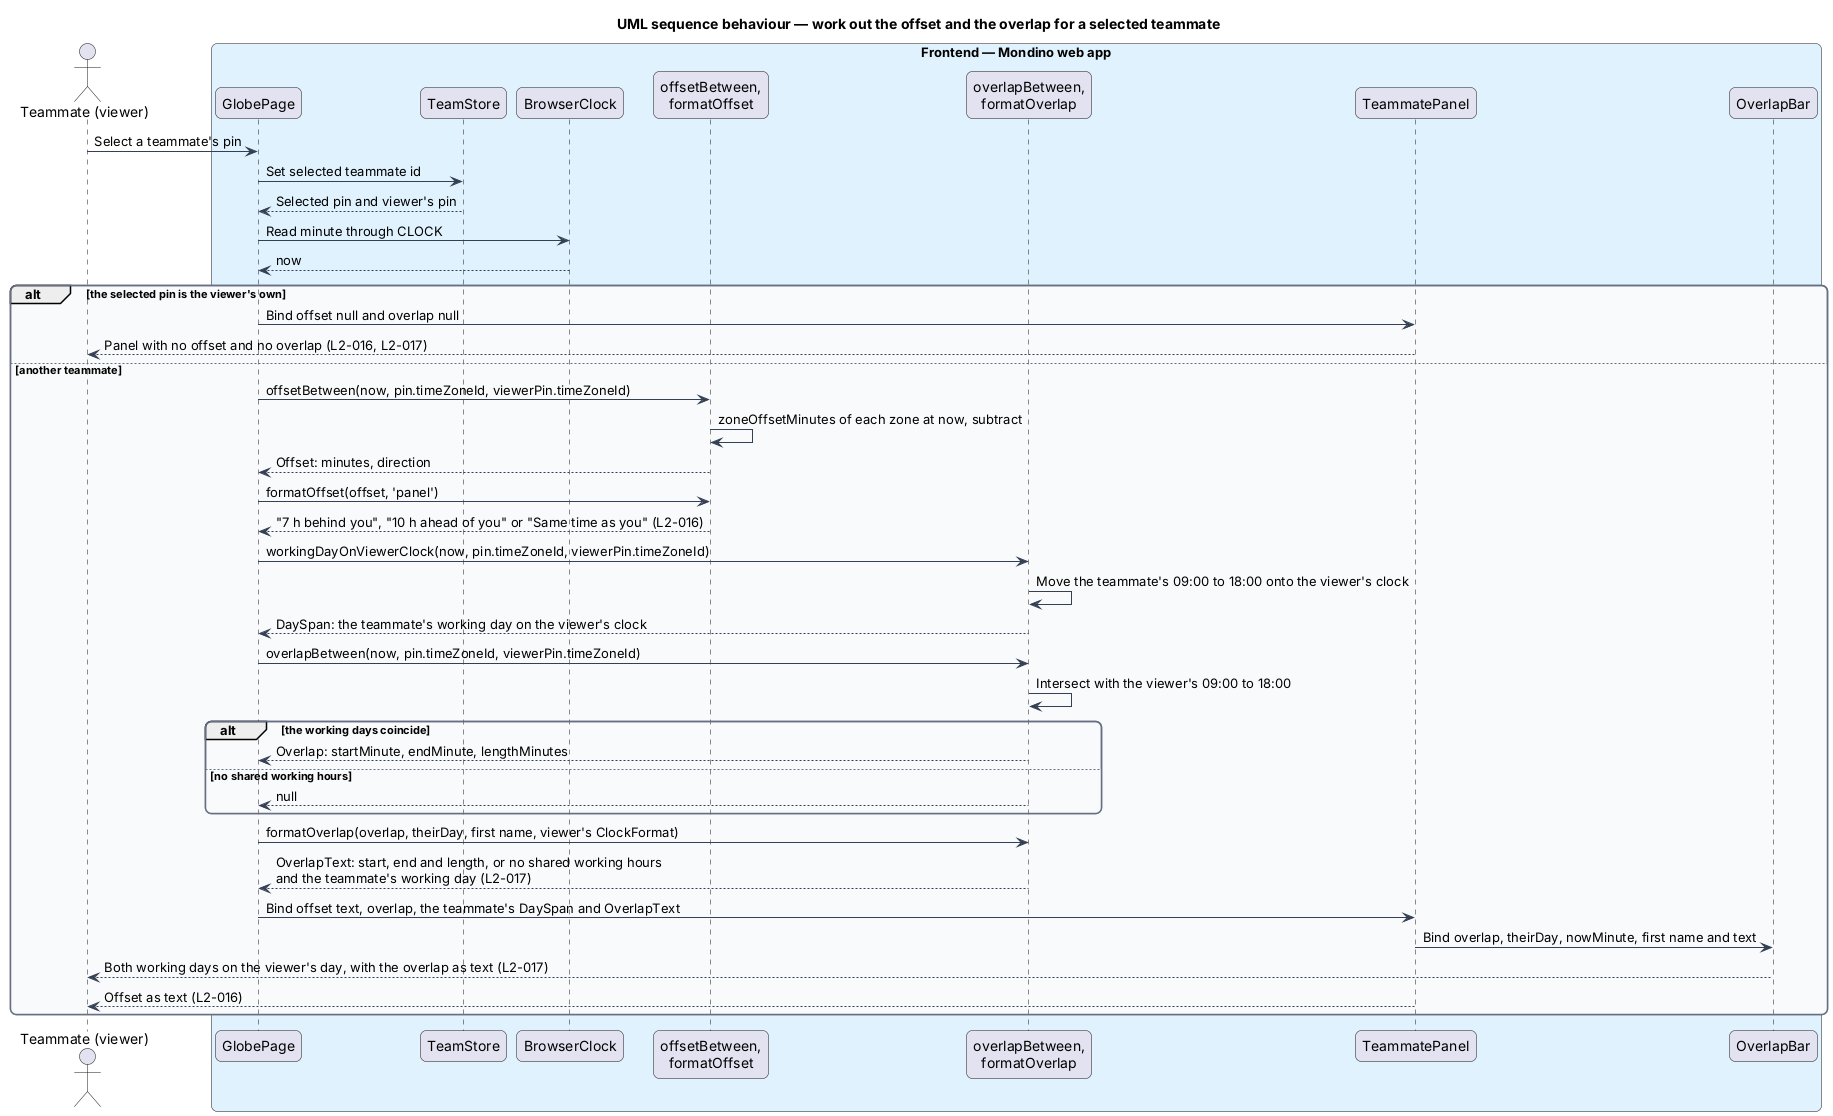 UML sequence behaviour — work out the offset and the overlap for a selected teammate
Frontend — Mondino web app
Teammate (viewer)
GlobePage
TeamStore
BrowserClock
offsetBetween,
formatOffset
overlapBetween,
formatOverlap
TeammatePanel
OverlapBar
Select a teammate's pin
Set selected teammate id
Selected pin and viewer's pin
Read minute through CLOCK
now
alt
[the selected pin is the viewer's own]
Bind offset null and overlap null
Panel with no offset and no overlap (L2-016, L2-017)
[another teammate]
offsetBetween(now, pin.timeZoneId, viewerPin.timeZoneId)
zoneOffsetMinutes of each zone at now, subtract
Offset: minutes, direction
formatOffset(offset, 'panel')
"7 h behind you", "10 h ahead of you" or "Same time as you" (L2-016)
workingDayOnViewerClock(now, pin.timeZoneId, viewerPin.timeZoneId)
Move the teammate's 09:00 to 18:00 onto the viewer's clock
DaySpan: the teammate's working day on the viewer's clock
overlapBetween(now, pin.timeZoneId, viewerPin.timeZoneId)
Intersect with the viewer's 09:00 to 18:00
alt
[the working days coincide]
Overlap: startMinute, endMinute, lengthMinutes
[no shared working hours]
null
formatOverlap(overlap, theirDay, first name, viewer's ClockFormat)
OverlapText: start, end and length, or no shared working hours
and the teammate's working day (L2-017)
Bind offset text, overlap, the teammate's DaySpan and OverlapText
Bind overlap, theirDay, nowMinute, first name and text
Both working days on the viewer's day, with the overlap as text (L2-017)
Offset as text (L2-016)
Teammate (viewer)
GlobePage
TeamStore
BrowserClock
offsetBetween,
formatOffset
overlapBetween,
formatOverlap
TeammatePanel
OverlapBar